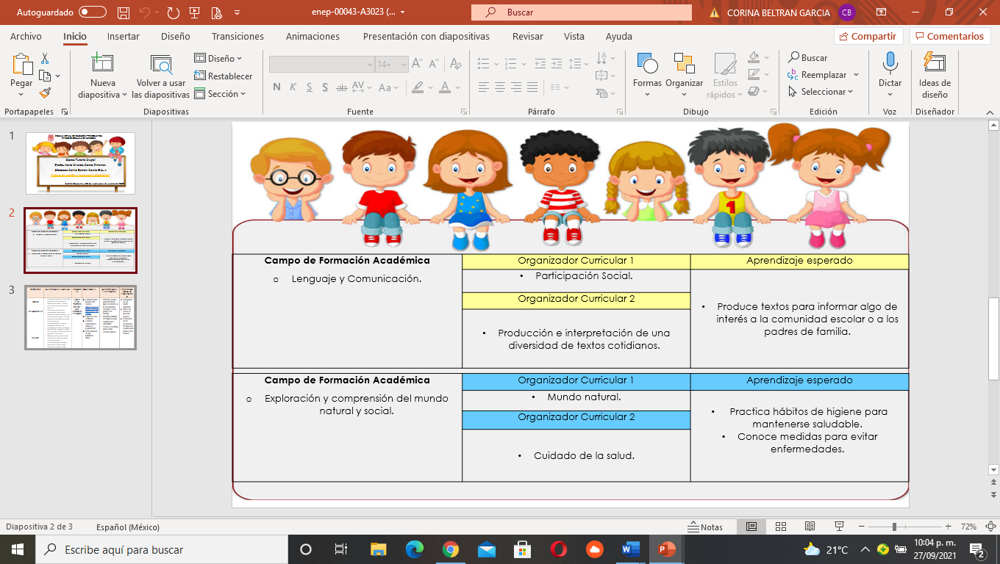 Autoguardado
enep-00043-A3023 (...
Buscar
CORINA BELTRAN GARCIA
CB
Archivo Inicio Insertar Diseño Transiciones Animaciones Presentación con diapositivas Revisar Vista Ayuda
Compartir Comentarios
Pegar
Nueva
diapositiva
Volver a usar
las diapositivas
Diseño
Restablecer
Sección
14+
N K S S ab AV Aa A
Formas Organizar Estilos
rápidos
Buscar
Reemplazar
Seleccionar
Dictar
Ideas de
diseño
Portapapeles Diapositivas Fuente Párrafo Dibujo Edición Voz Diseñador
1
2
3
Campo de Formación Académica
o Lenguaje y Comunicación.
Organizador Curricular 1
• Participación Social.
Organizador Curricular 2
• Producción e interpretación de una
diversidad de textos cotidianos.
Aprendizaje esperado
• Produce textos para informar algo de
interés a la comunidad escolar o a los
padres de familia.
Campo de Formación Académica
o Exploración y comprensión del mundo
natural y social.
Organizador Curricular 1
• Mundo natural.
Organizador Curricular 2
• Cuidado de la salud.
Aprendizaje esperado
• Practica hábitos de higiene para
mantenerse saludable.
• Conoce medidas para evitar
enfermedades.
1
Diapositiva 2 de 3 Español (México) Notas 72%
Escribe aquí para buscar
21°C
10:04 p. m.
27/09/2021
2